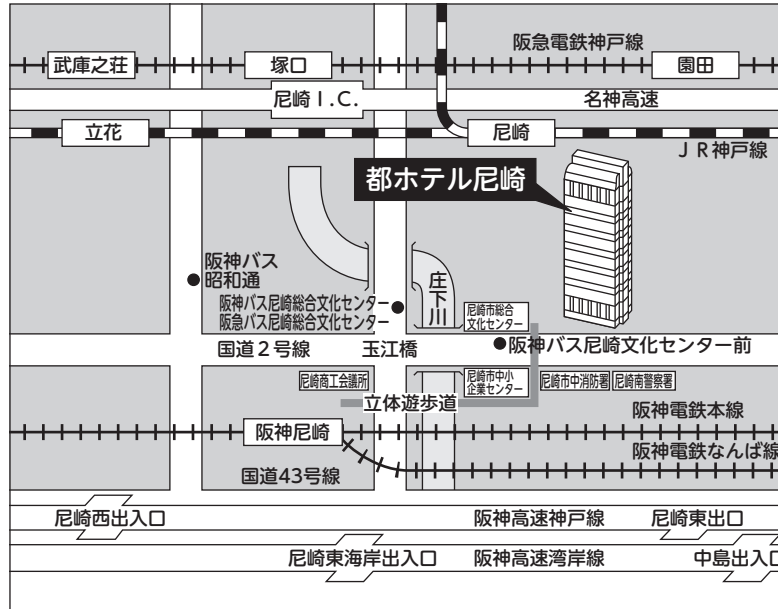 阪急電鉄神戸線
武庫之荘
塚口
園田
尼崎 I.C.
名神高速
立花
尼崎
ＪＲ神戸線
都ホテル尼崎
阪神バス
昭和通
庄下川
阪神バス尼崎総合文化センター
阪急バス尼崎総合文化センター
尼崎市総合
文化センター
国道２号線
玉江橋
阪神バス尼崎文化センター前
尼崎商工会議所
尼崎市中小
企業センター
尼崎市中消防署
尼崎南警察署
立体遊歩道
阪神電鉄本線
阪神尼崎
阪神電鉄なんば線
国道43号線
尼崎西出入口
阪神高速神戸線
尼崎東出口
尼崎東海岸出入口
阪神高速湾岸線
中島出入口